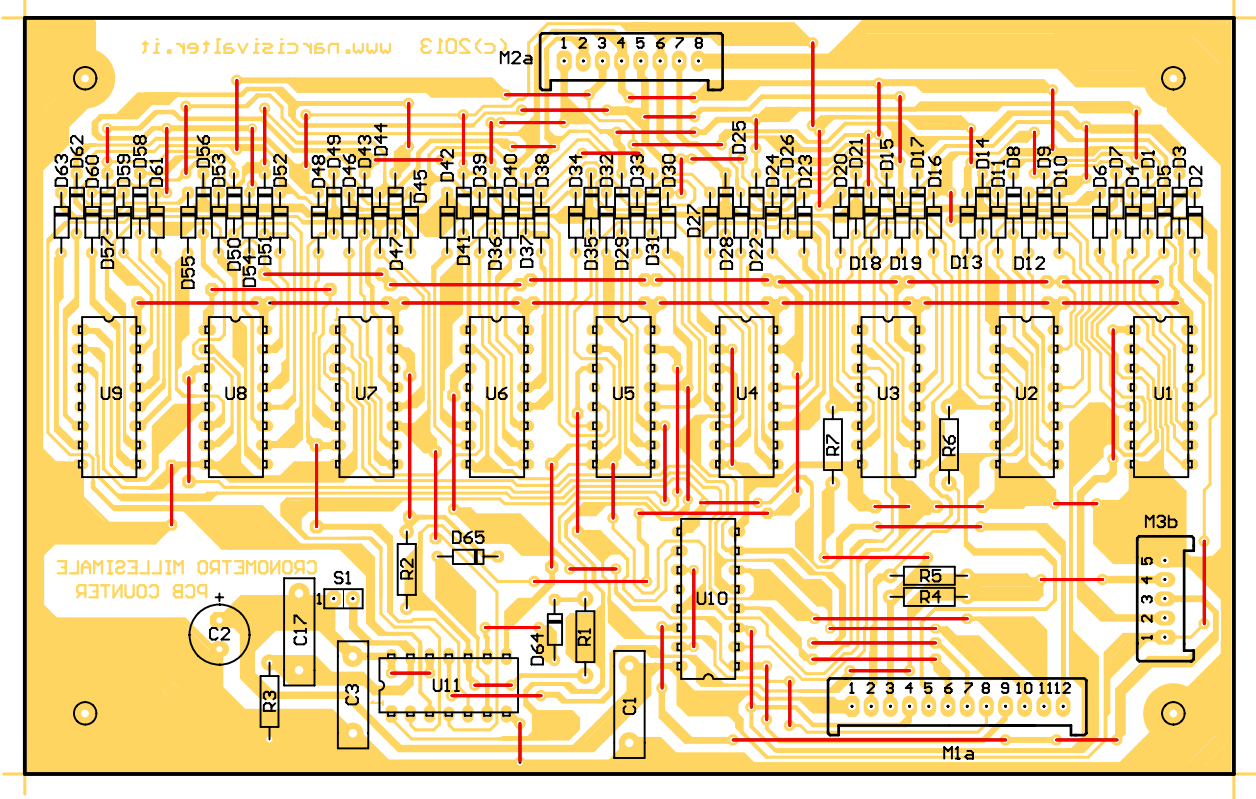 (c)2013 www.narcisivalter.it
M2a
1 2 3 4 5 6 7 8
D63 D62 D60 D59 D58 D61 D56 D53 D52 D48 D49 D46 D43 D44 D45 D42 D39 D40 D38 D34 D32 D33 D30 D25 D24 D26 D23 D20 D21 D15 D17 D16 D14 D11 D8 D9 D10 D6 D7 D4 D1 D5 D3 D2
D57 D55 D50 D54 D51 D47 D41 D36 D37 D35 D29 D31 D27 D28 D22 D18 D19 D13 D12
U9 U8 U7 U6 U5 U4 U3 U2 U1
R7 R6
M3b
5
4
3
2
1
D65
R2
CRONOMETRO MILLESIMALE
PCB COUNTER
S1
1
R5
R4
U10
+
C2
C17
D64
R1
R3
C3
U11
C1
1 2 3 4 5 6 7 8 9 10 11 12
M1a